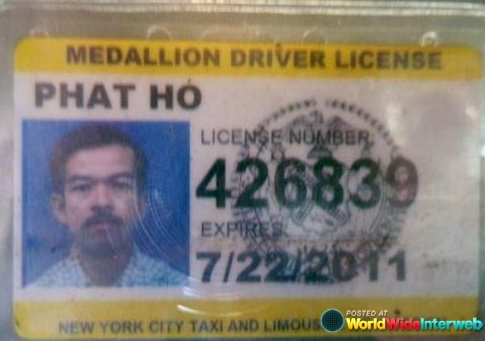 MEDALLION DRIVER LICENSE
PHAT HO
LICENSE NUMBER
426839
EXPIRES:
7/22/2011
NEW YORK CITY TAXI AND LIMOUS
POSTED AT
WorldWideInterweb